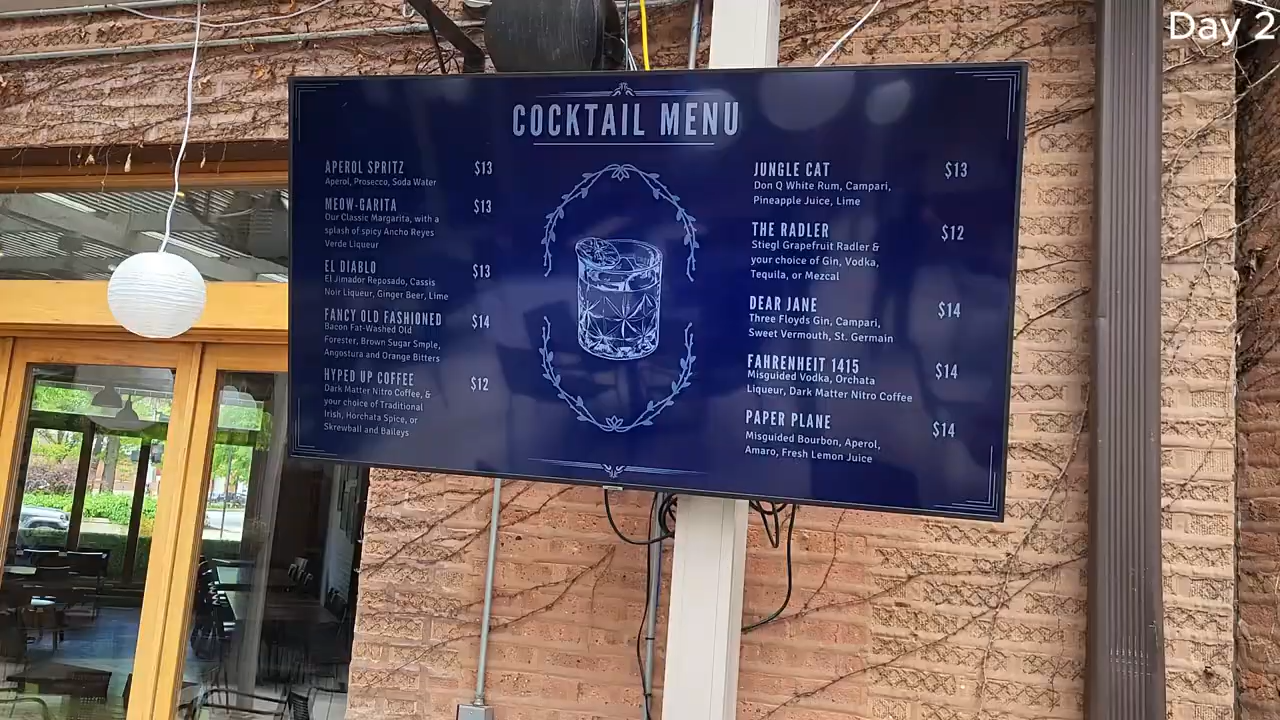 Day 2
COCKTAIL MENU
APEROL SPRITZ $13
Aperol, Prosecco, Soda Water
MEOW-GARITA $13
Our Classic Margarita, with a
splash of spicy Ancho Reyes
Verde Liqueur
EL DIABLO $13
El Jimador Reposado, Cassis
Noir Liqueur, Ginger Beer, Lime
FANCY OLD FASHIONED $14
Bacon Fat-Washed Old
Forester, Brown Sugar Smple,
Angostura and Orange Bitters
HYPED UP COFFEE $12
Dark Matter Nitro Coffee, &
your choice of Traditional
Irish, Horchata Spice, or
Skrewball and Baileys
JUNGLE CAT $13
Don Q White Rum, Campari,
Pineapple Juice, Lime
THE RADLER $12
Stiegl Grapefruit Radler &
your choice of Gin, Vodka,
Tequila, or Mezcal
DEAR JANE $14
Three Floyds Gin, Campari,
Sweet Vermouth, St. Germain
FAHRENHEIT 1415 $14
Misguided Vodka, Orchata
Liqueur, Dark Matter Nitro Coffee
PAPER PLANE $14
Misguided Bourbon, Aperol,
Amaro, Fresh Lemon Juice